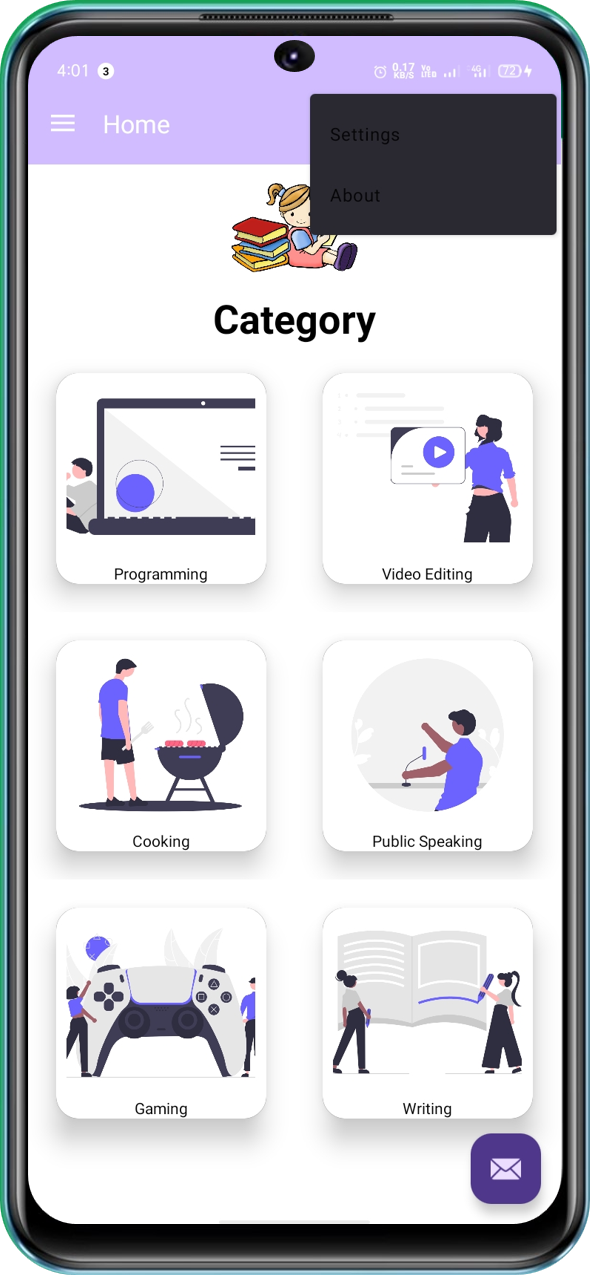 4:01 3 0.17 KB/S Vo LTE 4G 72
Home
Settings
About
Category
Programming
Video Editing
Cooking
Public Speaking
Gaming
Writing